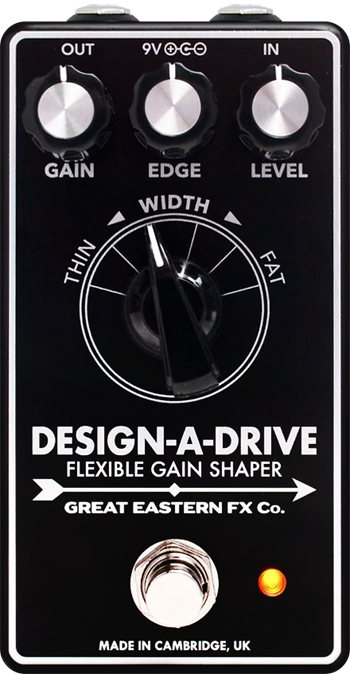 OUT 9V IN
GAIN EDGE LEVEL
WIDTH
THIN FAT
DESIGN-A-DRIVE
FLEXIBLE GAIN SHAPER
GREAT EASTERN FX Co.
MADE IN CAMBRIDGE, UK